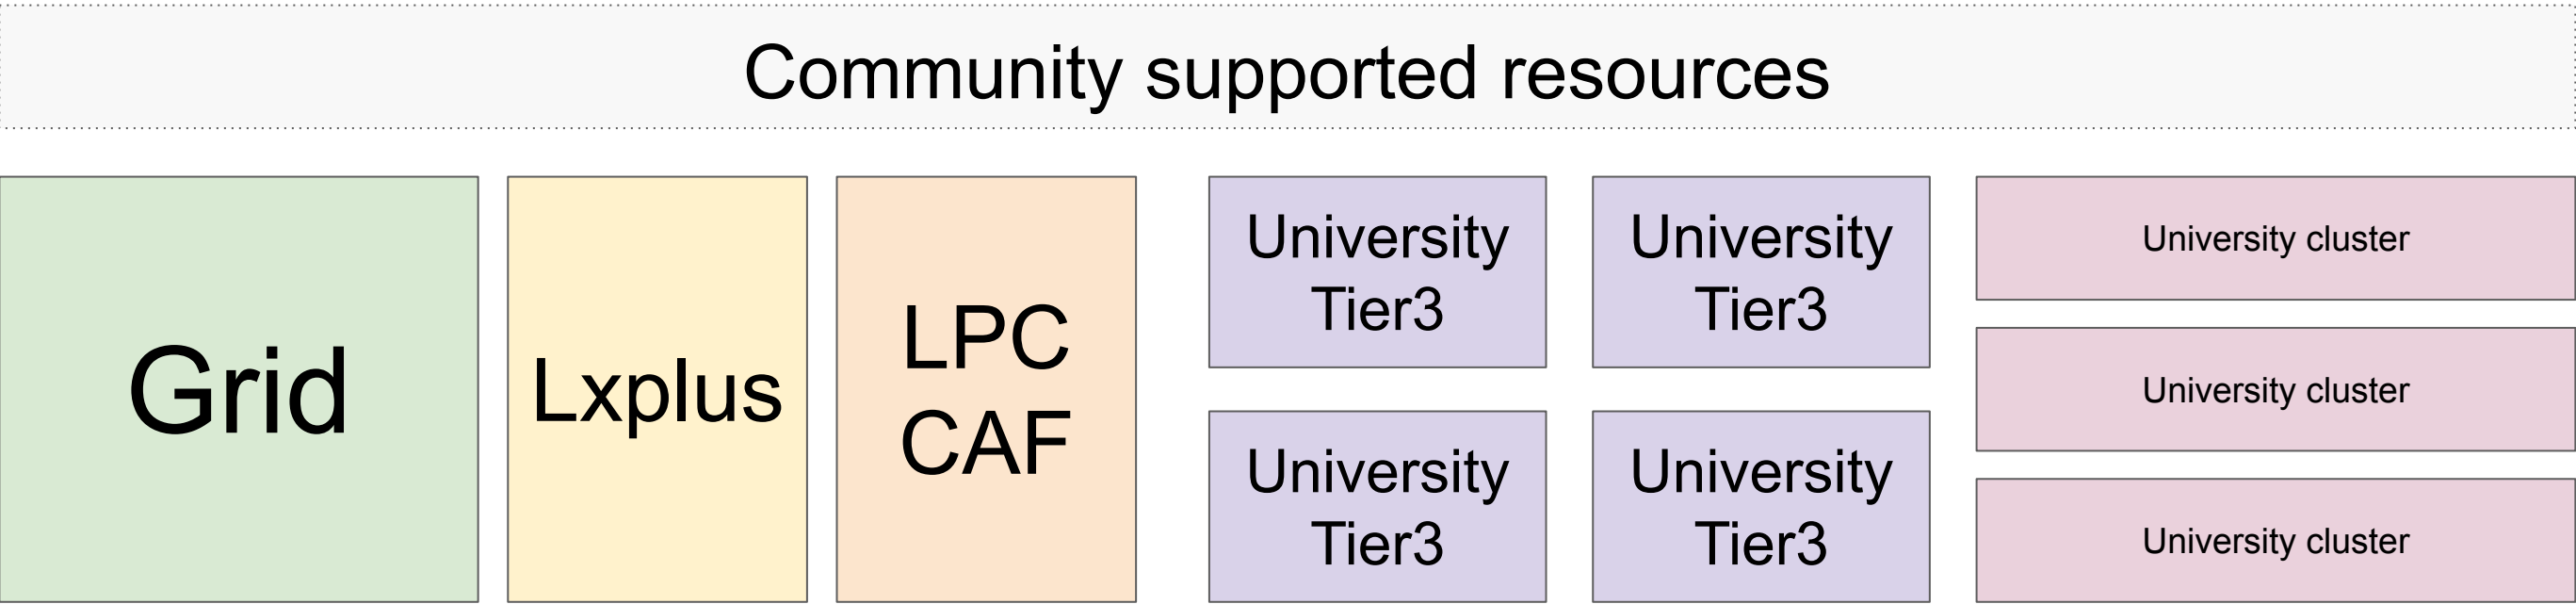 Community supported resources
Grid
Lxplus
LPC
CAF
University
Tier3
University
Tier3
University
Tier3
University
Tier3
University cluster
University cluster
University cluster